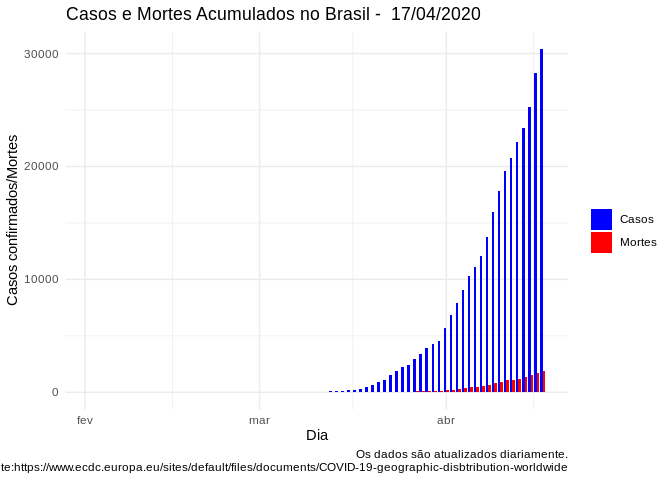 Casos e Mortes Acumulados no Brasil -  17/04/2020
Casos confirmados/Mortes
30000
20000
10000
0
fev
mar
abr
Dia
Casos
Mortes
Os dados são atualizados diariamente.
te:https://www.ecdc.europa.eu/sites/default/files/documents/COVID-19-geographic-disbtribution-worldwide